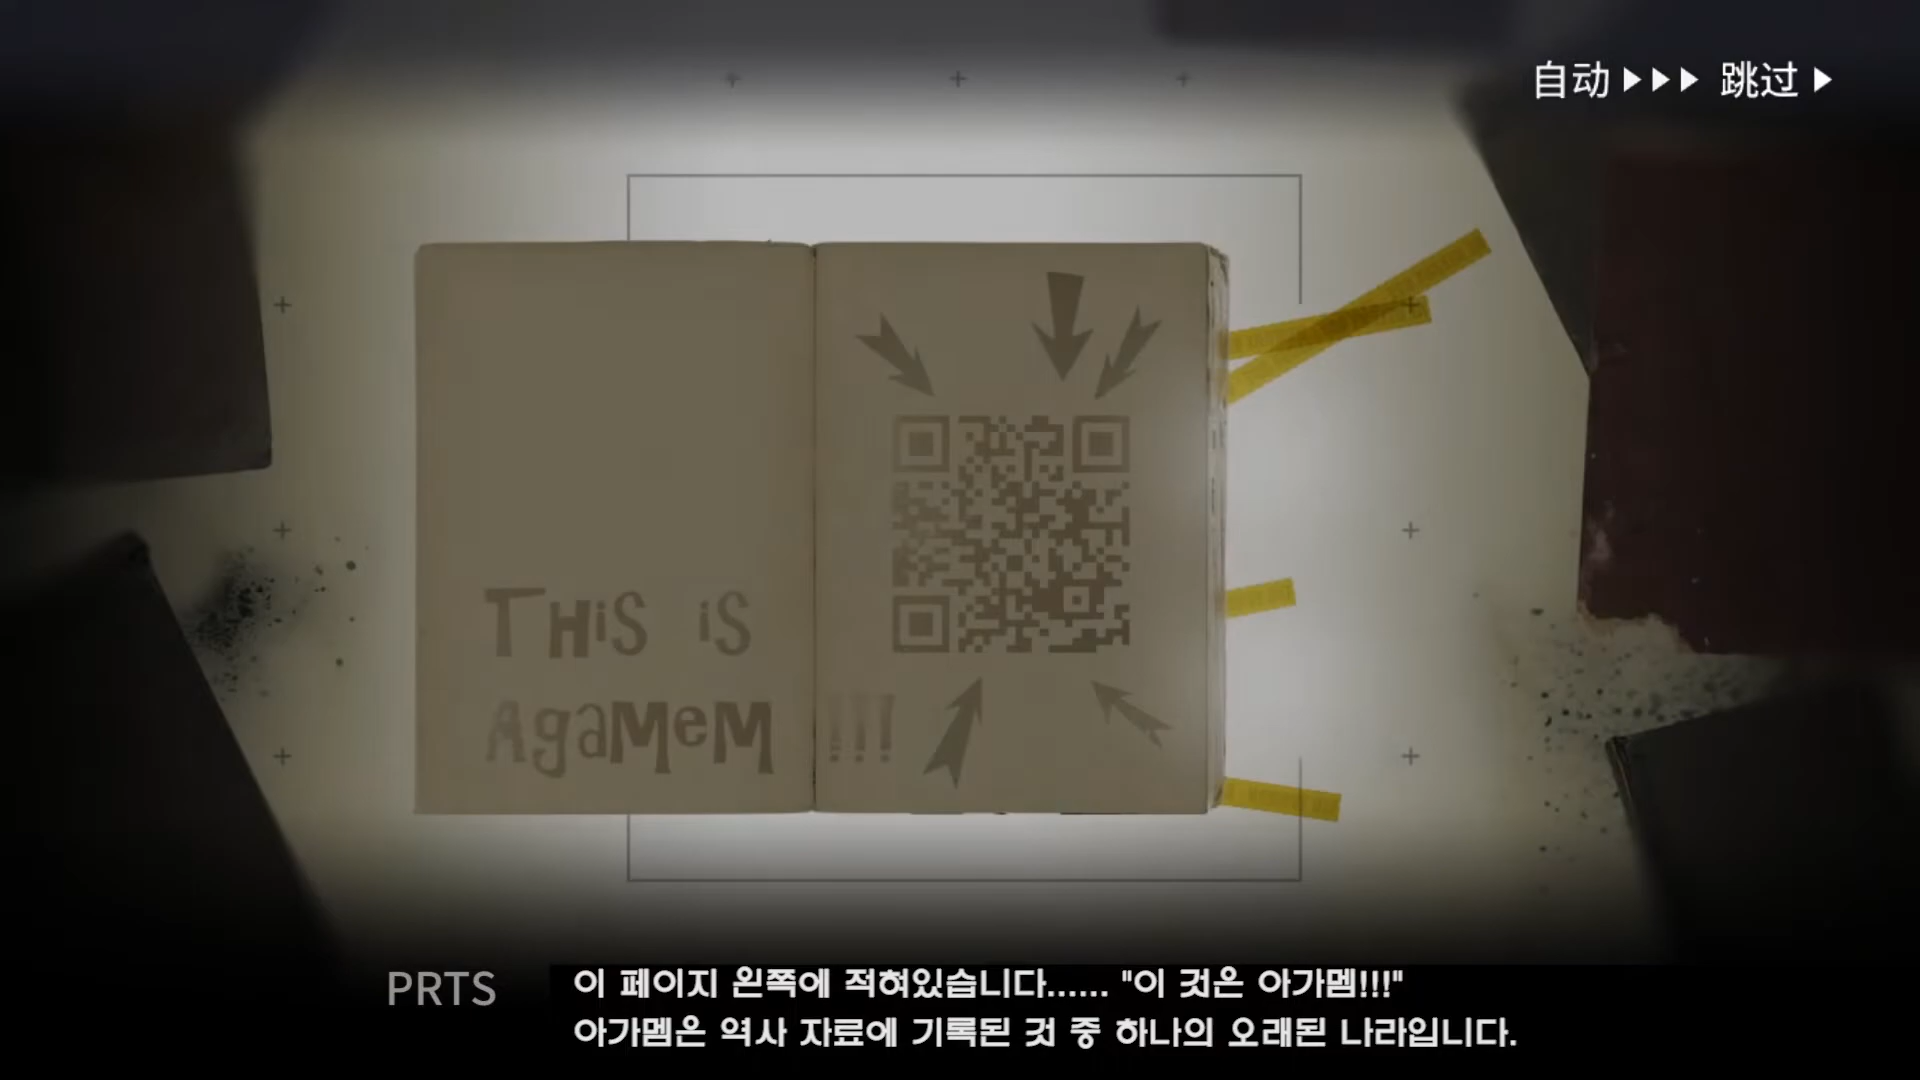 自动 跳过
THiS iS
AgaMeM !!!
PRTS
이 페이지 왼쪽에 적혀있습니다...... "이 것은 아가멤!!!"
아가멤은 역사 자료에 기록된 것 중 하나의 오래된 나라입니다.